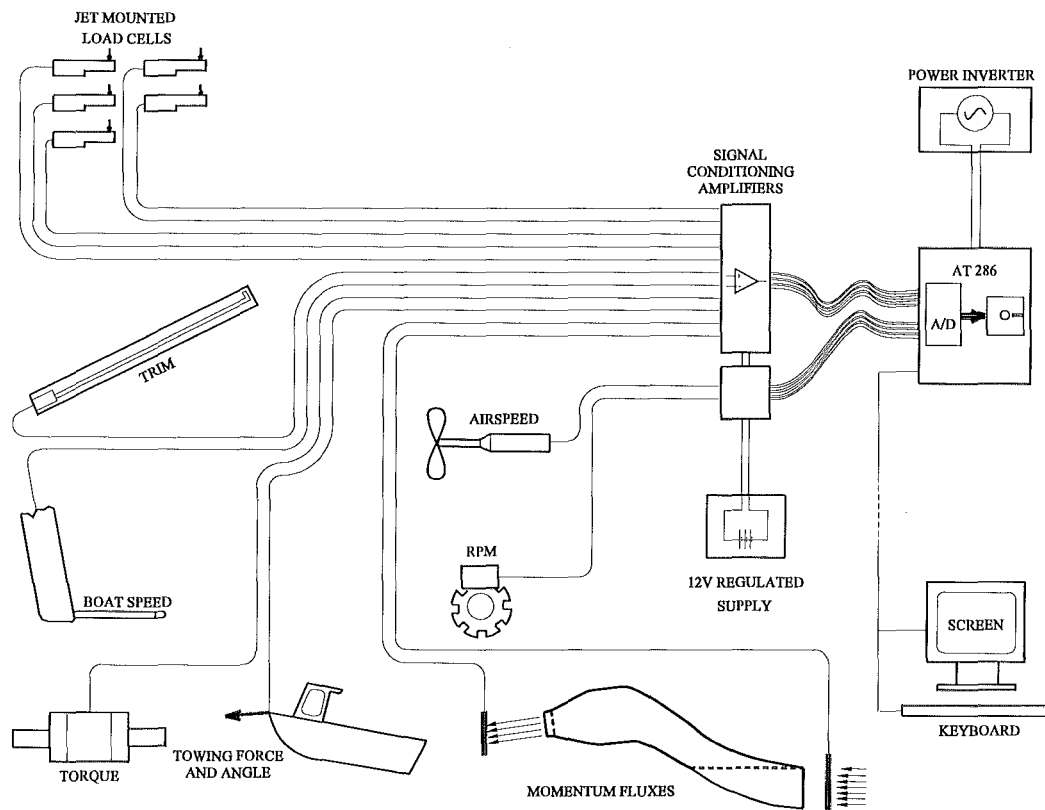 JET MOUNTED
LOAD CELLS
POWER INVERTER
SIGNAL
CONDITIONING
AMPLIFIERS
AT 286
A/D
TRIM
AIRSPEED
RPM
12V REGULATED
SUPPLY
BOAT SPEED
SCREEN
KEYBOARD
TORQUE
TOWING FORCE
AND ANGLE
MOMENTUM FLUXES